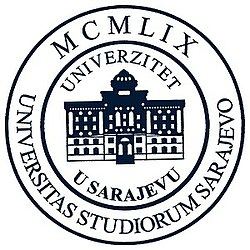 MCMLIX
UNIVERSITAS STUDIORUM SARAJEVO
UNIVERZITET
U SARAJEVU